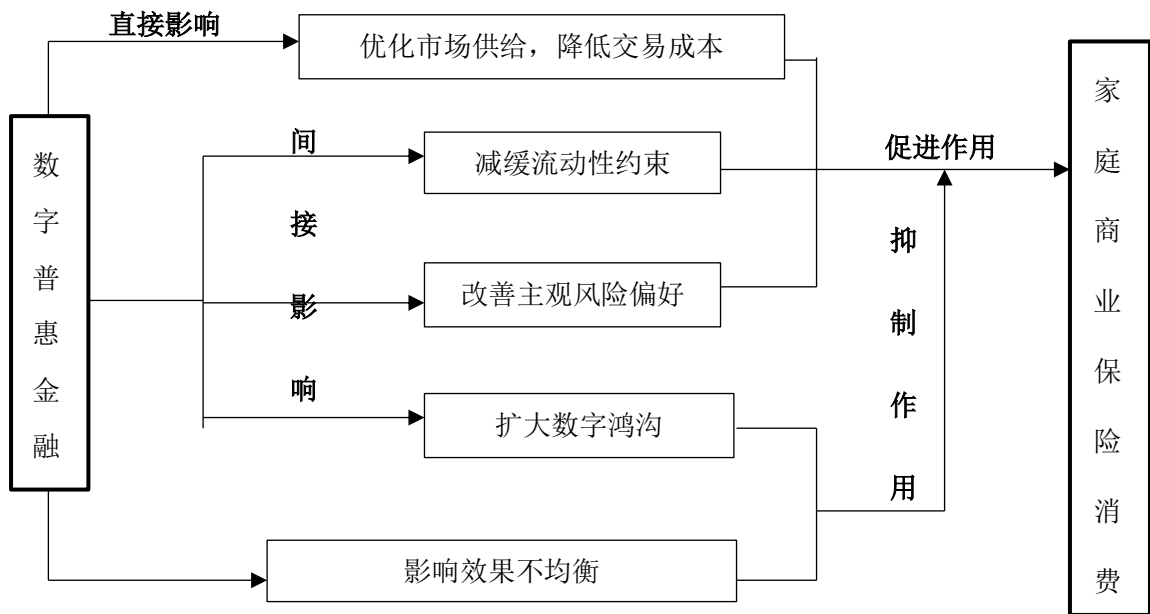 直接影响
优化市场供给，降低交易成本
数字普惠金融
间接影响
减缓流动性约束
改善主观风险偏好
扩大数字鸿沟
影响效果不均衡
促进作用
抑制作用
家庭商业保险消费